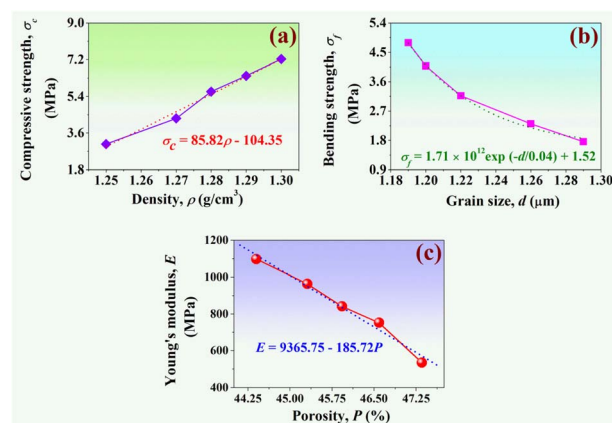 (a)
Compressive strength, σc
(MPa)
9.0
7.2
5.4
3.6
1.8
σc = 85.82ρ - 104.35
1.25 1.26 1.27 1.28 1.29 1.30
Density, ρ (g/cm³)
(b)
Bending strength, σf
(MPa)
5.4
4.5
3.6
2.7
1.8
0.9
σf = 1.71 × 10¹² exp (-d/0.04) + 1.52
1.18 1.20 1.22 1.24 1.26 1.28
Grain size, d (µm)
(c)
Young's modulus, E
(MPa)
1200
1000
800
600
400
E = 9365.75 - 185.72P
44.25 45.00 45.75 46.50 47.25
Porosity, P (%)